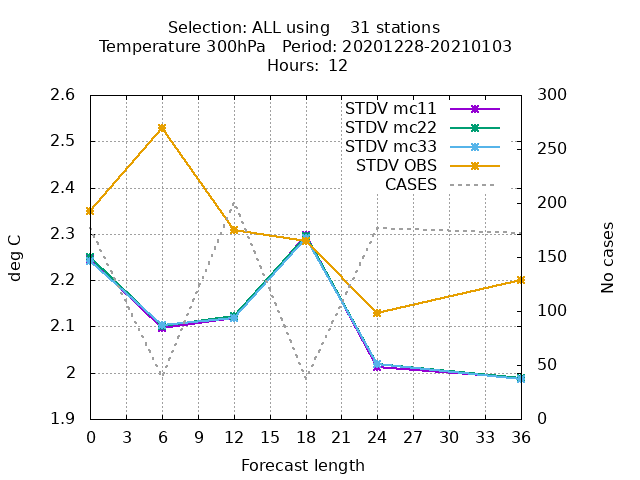 Selection: ALL using    31 stations
Temperature 300hPa   Period: 20201228-20210103
Hours: 12
2.6
2.5
2.4
2.3
2.2
2.1
2
1.9
300
250
200
150
100
50
0
deg C
No cases
STDV mc11
STDV mc22
STDV mc33
STDV OBS
CASES
0 3 6 9 12 15 18 21 24 27 30 33 36
Forecast length